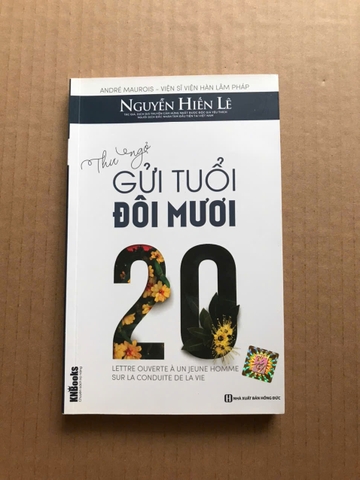 ANDRÉ MAUROIS - VIỆN SĨ VIỆN HÀN LÂM PHÁP
NGUYỄN HIẾN LÊ
Thư ngỏ
GỬI TUỔI
ĐÔI MƯƠI
20
LETTRE OUVERTE À UN JEUNE HOMME
SUR LA CONDUITE DE LA VIE
KNBooks
NHÀ XUẤT BẢN HỒNG ĐỨC